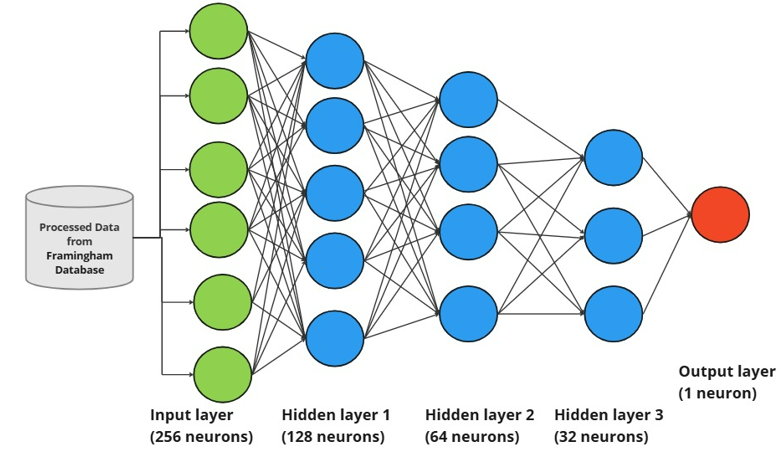 Processed Data
from
Framingham
Database
Input layer
(256 neurons)
Hidden layer 1
(128 neurons)
Hidden layer 2
(64 neurons)
Hidden layer 3
(32 neurons)
Output layer
(1 neuron)